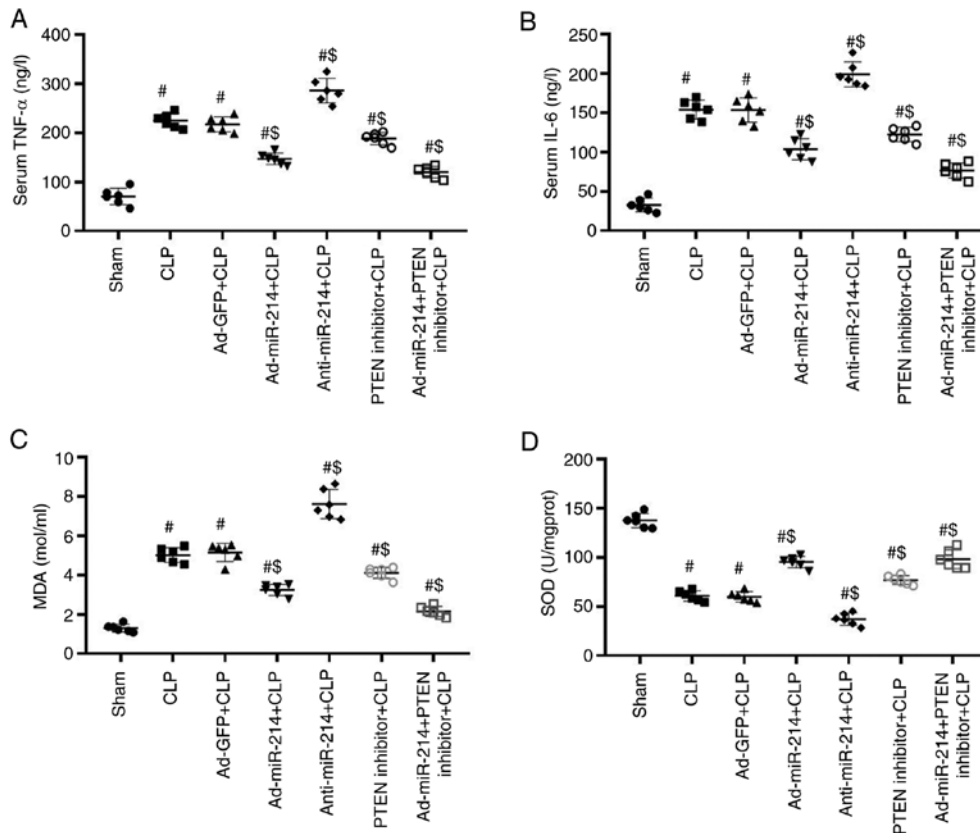 A
Serum TNF-α (ng/l)
400
300
200
100
0
#
#
#$
#$
#$
#$
Sham
CLP
Ad-GFP+CLP
Ad-miR-214+CLP
Anti-miR-214+CLP
PTEN inhibitor+CLP
Ad-miR-214+PTEN
inhibitor+CLP
B
Serum IL-6 (ng/l)
250
200
150
100
50
0
#
#
#$
#$
#$
#$
Sham
CLP
Ad-GFP+CLP
Ad-miR-214+CLP
Anti-miR-214+CLP
PTEN inhibitor+CLP
Ad-miR-214+PTEN
inhibitor+CLP
C
MDA (mol/ml)
10
8
6
4
2
0
#
#
#$
#$
#$
#$
Sham
CLP
Ad-GFP+CLP
Ad-miR-214+CLP
Anti-miR-214+CLP
PTEN inhibitor+CLP
Ad-miR-214+PTEN
inhibitor+CLP
D
SOD (U/mgprot)
200
150
100
50
0
#
#
#$
#$
#$
#$
Sham
CLP
Ad-GFP+CLP
Ad-miR-214+CLP
Anti-miR-214+CLP
PTEN inhibitor+CLP
Ad-miR-214+PTEN
inhibitor+CLP